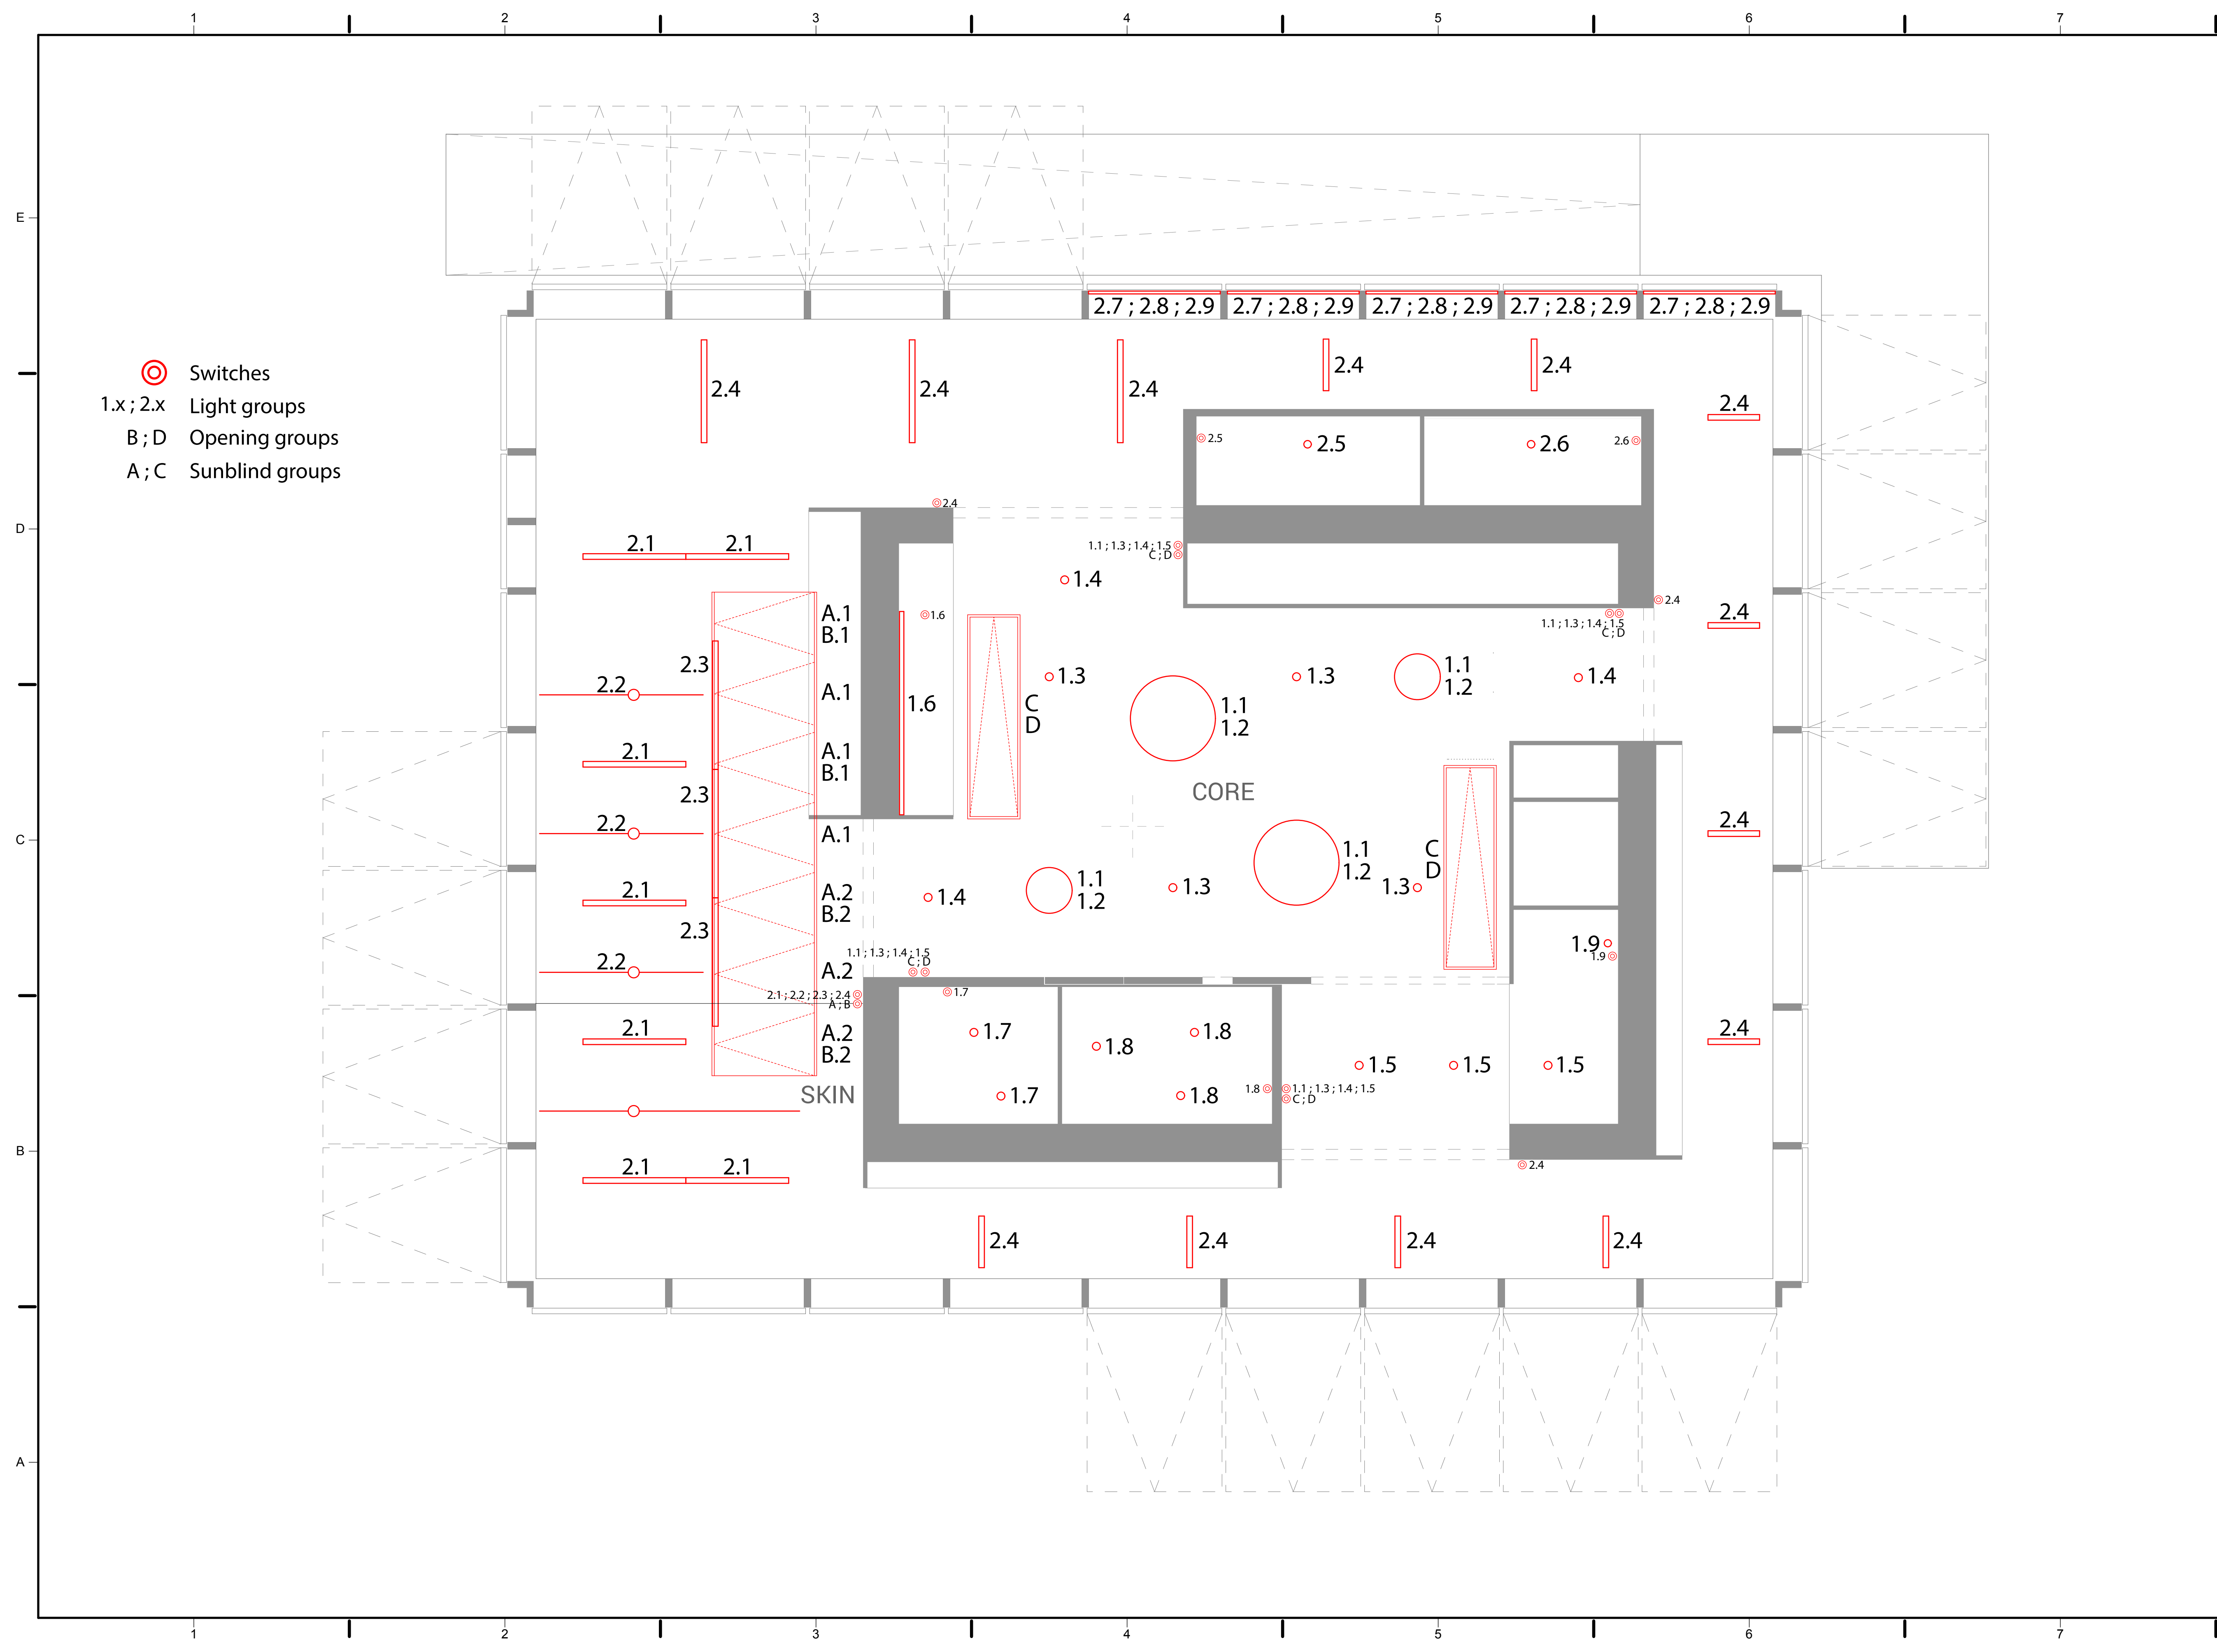 1 2 3 4 5 6 7
E
2.7 ; 2.8 ; 2.9 2.7 ; 2.8 ; 2.9 2.7 ; 2.8 ; 2.9 2.7 ; 2.8 ; 2.9 2.7 ; 2.8 ; 2.9
Switches
1.x ; 2.x Light groups
B ; D Opening groups
A ; C Sunblind groups
2.4 2.4 2.4 2.4 2.4
2.4
2.5 2.5 2.6 2.6
2.4
D
2.1 2.1
1.1 ; 1.3 ; 1.4 ; 1.5
C ; D
1.4
2.4
A.1
B.1
1.6
2.4
1.1 ; 1.3 ; 1.4 ; 1.5
C ; D
2.3
2.2
A.1
1.6
1.3
C
D
1.1
1.2
1.3
1.1
1.2
1.4
2.1
A.1
B.1
2.3
CORE
2.2
A.1
2.4
C
1.1
1.2
C
D
2.1
A.2
B.2
1.4
1.1
1.2
1.3
1.3
2.3
2.2
A.2
1.1 ; 1.3 ; 1.4 ; 1.5
C ; D
1.9
1.9
2.1 ; 2.2 ; 2.3 ; 2.4
A ; B
1.7
2.1
A.2
B.2
1.7 1.8 1.8
2.4
1.5 1.5 1.5
SKIN
1.7 1.8
1.8
1.1 ; 1.3 ; 1.4 ; 1.5
C ; D
B
2.1 2.1
2.4
2.4 2.4 2.4 2.4
A
1 2 3 4 5 6 7